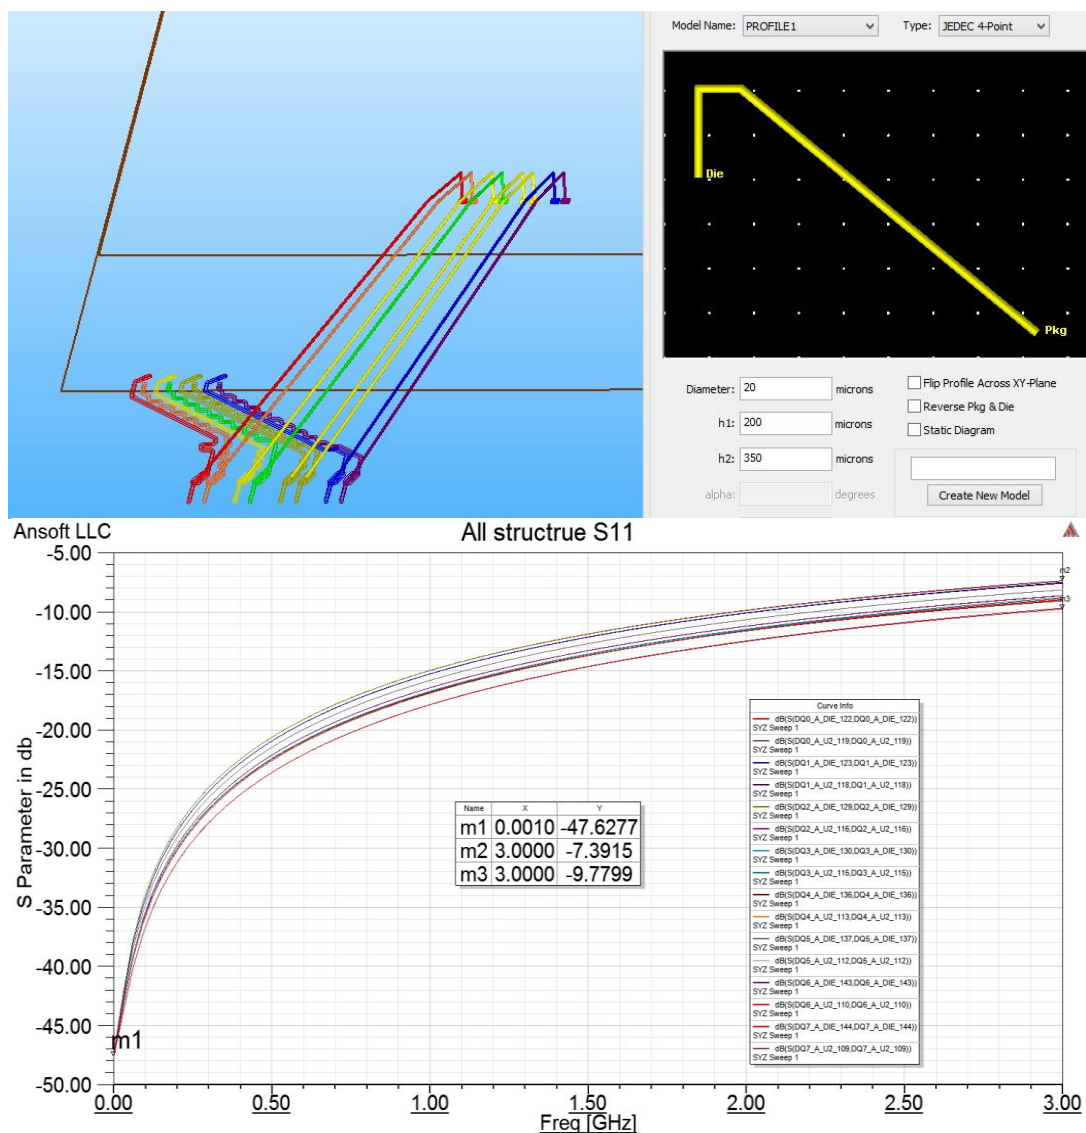 Model Name: PROFILE1 Type: JEDEC 4-Point
Die
Pkg
Diameter: 20 microns
h1: 200 microns
h2: 350 microns
alpha: degrees
Flip Profile Across XY-Plane
Reverse Pkg & Die
Static Diagram
Create New Model
Ansoft LLC
All structrue S11
S Parameter in db
-5.00
-10.00
-15.00
-20.00
-25.00
-30.00
-35.00
-40.00
-45.00
-50.00
m2
m3
m1
Name X Y
m1 0.0010 -47.6277
m2 3.0000 -7.3915
m3 3.0000 -9.7799
Curve Info
dB(S(DQ0_A_DIE_122,DQ0_A_DIE_122))
SYZ Sweep 1
dB(S(DQ0_A_U2_119,DQ0_A_U2_119))
SYZ Sweep 1
dB(S(DQ1_A_DIE_123,DQ1_A_DIE_123))
SYZ Sweep 1
dB(S(DQ1_A_U2_118,DQ1_A_U2_118))
SYZ Sweep 1
dB(S(DQ2_A_DIE_129,DQ2_A_DIE_129))
SYZ Sweep 1
dB(S(DQ2_A_U2_116,DQ2_A_U2_116))
SYZ Sweep 1
dB(S(DQ3_A_DIE_130,DQ3_A_DIE_130))
SYZ Sweep 1
dB(S(DQ3_A_U2_115,DQ3_A_U2_115))
SYZ Sweep 1
dB(S(DQ4_A_DIE_136,DQ4_A_DIE_136))
SYZ Sweep 1
dB(S(DQ4_A_U2_113,DQ4_A_U2_113))
SYZ Sweep 1
dB(S(DQ5_A_DIE_137,DQ5_A_DIE_137))
SYZ Sweep 1
dB(S(DQ5_A_U2_112,DQ5_A_U2_112))
SYZ Sweep 1
dB(S(DQ6_A_DIE_143,DQ6_A_DIE_143))
SYZ Sweep 1
dB(S(DQ6_A_U2_110,DQ6_A_U2_110))
SYZ Sweep 1
dB(S(DQ7_A_DIE_144,DQ7_A_DIE_144))
SYZ Sweep 1
dB(S(DQ7_A_U2_109,DQ7_A_U2_109))
SYZ Sweep 1
0.00 0.50 1.00 1.50 2.00 2.50 3.00
Freq [GHz]